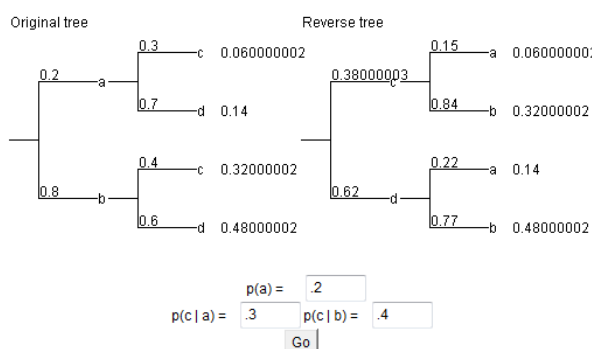 Original tree
Reverse tree
0.3
c 0.060000002
0.2
a
0.7
d 0.14
0.4
c 0.32000002
0.8
b
0.6
d 0.48000002
0.15
a 0.060000002
0.38000003
c
0.84
b 0.32000002
0.22
a 0.14
0.62
d
0.77
b 0.48000002
p(a) = .2
p(c | a) = .3 p(c | b) = .4
Go